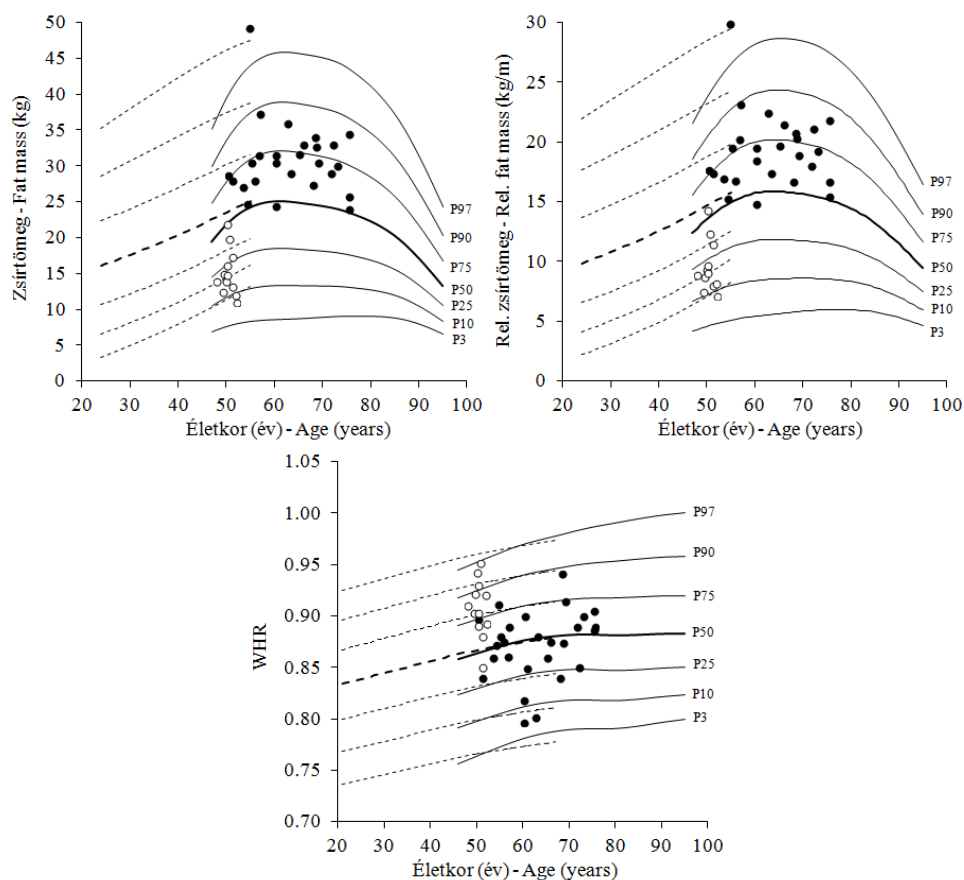 Zsírtömeg - Fat mass (kg)
50
45
40
35
30
25
20
15
10
5
0
P97
P90
P75
P50
P25
P10
P3
20 30 40 50 60 70 80 90 100
Életkor (év) - Age (years)
Rel. zsírtömeg - Rel. fat mass (kg/m)
30
25
20
15
10
5
0
P97
P90
P75
P50
P25
P10
P3
20 30 40 50 60 70 80 90 100
Életkor (év) - Age (years)
WHR
1.05
1.00
0.95
0.90
0.85
0.80
0.75
0.70
P97
P90
P75
P50
P25
P10
P3
20 30 40 50 60 70 80 90 100
Életkor (év) - Age (years)